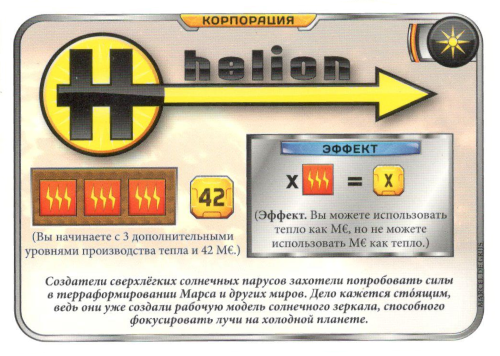 КОРПОРАЦИЯ
helion
H
ЭФФЕКТ
X = X
42
(Эффект. Вы можете использовать
тепло как М€, но не можете
использовать М€ как тепло.)
(Вы начинаете с 3 дополнительными
уровнями производства тепла и 42 М€.)
Создатели сверхлёгких солнечных парусов захотели попробовать силы
в терраформировании Марса и других миров. Дело кажется сто́ящим,
ведь они уже создали рабочую модель солнечного зеркала, способного
фокусировать лучи на холодной планете.